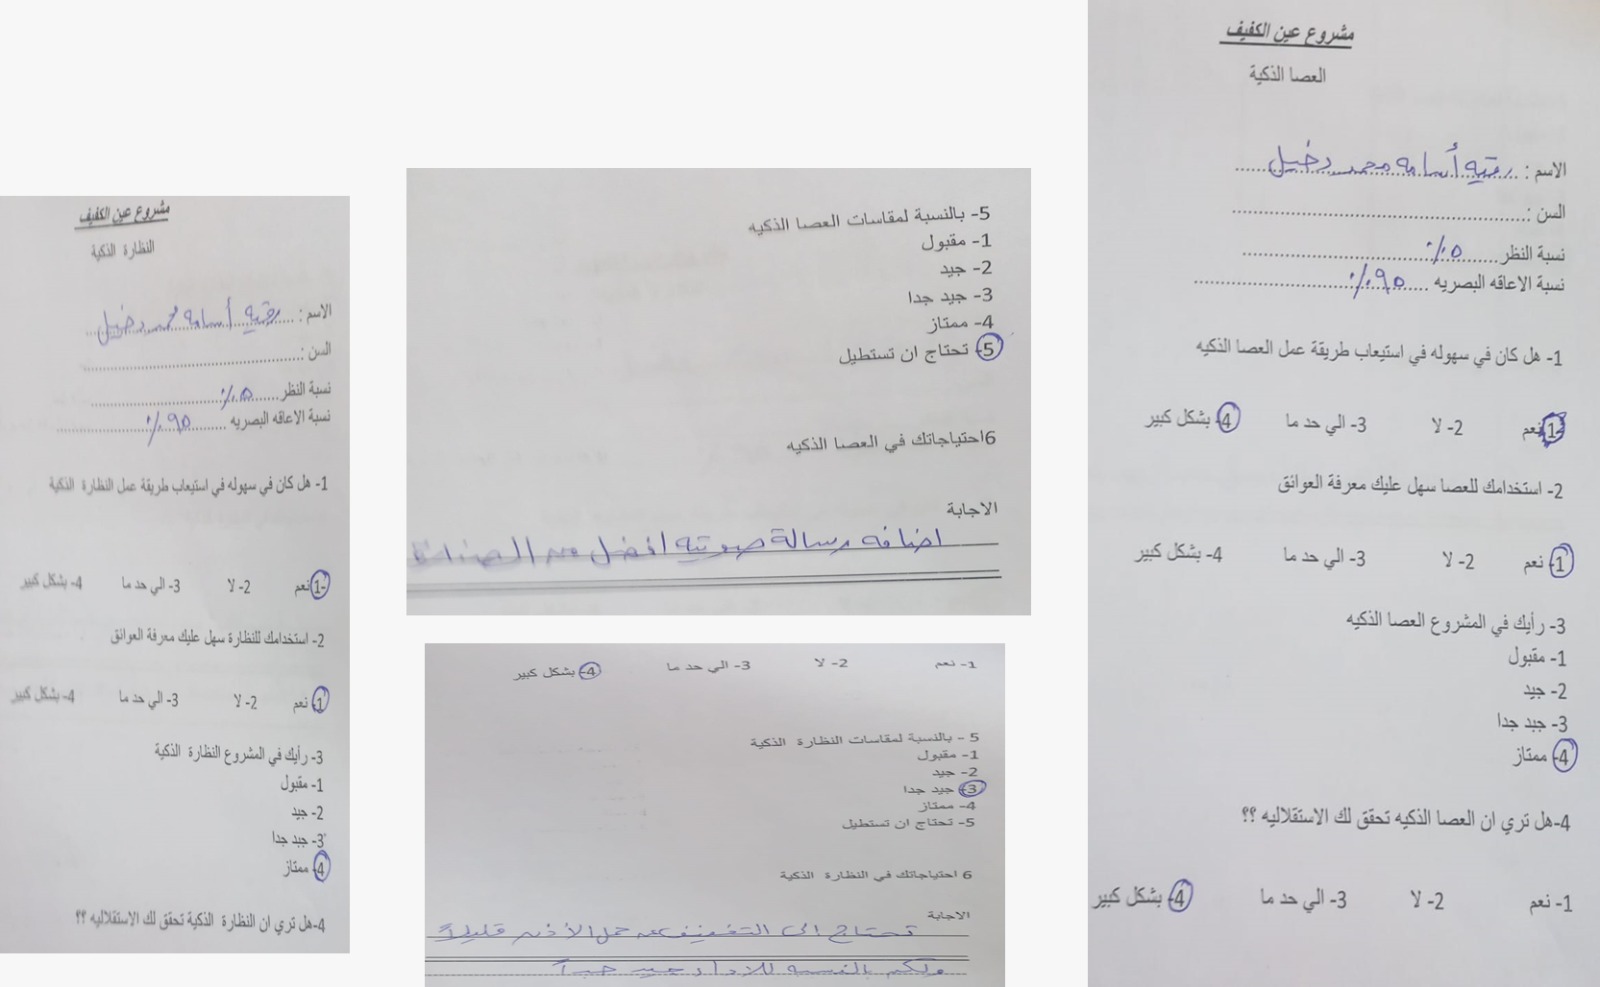 مشروع عين الكفيف
العصا الذكية
الاسم : رقيه أسامه محمد دخيل
السن :
نسبة النظر ٥٪
نسبة الاعاقه البصريه ٩٥٪
1- هل كان في سهوله في استيعاب طريقة عمل العصا الذكيه
1- نعم 2- لا 3- الي حد ما 4- بشكل كبير
2- استخدامك للعصا سهل عليك معرفة العوائق
1- نعم 2- لا 3- الي حد ما 4- بشكل كبير
3- رأيك في المشروع العصا الذكيه
1- مقبول
2- جيد
3- جبد جدا
4- ممتاز
4-هل تري ان العصا الذكيه تحقق لك الاستقلاليه ؟؟
1- نعم 2- لا 3- الي حد ما 4- بشكل كبير
5- بالنسبة لمقاسات العصا الذكيه
1- مقبول
2- جيد
3- جيد جدا
4- ممتاز
5- تحتاج ان تستطيل
6احتياجاتك في العصا الذكيه
الاجابة
اضافه رسالة صوتيه افضل من
مشروع عين الكفيف
النظارة الذكية
الاسم : رقيه أسامه محمد دخيل
السن :
نسبة النظر ٥٪
نسبة الاعاقه البصريه ٩٥٪
1- هل كان في سهوله في استيعاب طريقة عمل النظارة الذكية
1- نعم 2- لا 3- الي حد ما 4- بشكل كبير
2- استخدامك للنظارة سهل عليك معرفة العوائق
1- نعم 2- لا 3- الي حد ما 4- بشكل كبير
3- رأيك في المشروع النظارة الذكية
1- مقبول
2- جيد
3- جبد جدا
4- ممتاز
4-هل تري ان النظارة الذكية تحقق لك الاستقلاليه ؟؟
1- نعم 2- لا 3- الي حد ما 4- بشكل كبير
5 - بالنسبة لمقاسات النظارة الذكية
1- مقبول
2- جيد
3- جيد جدا
4- ممتاز
5- تحتاج ان تستطيل
6 احتياجاتك في النظارة الذكية
الاجابة
تحتاج الى التخفيف عن حمل الأذن قليلاً
ولكم بالنسبه للاداء جيد جداً